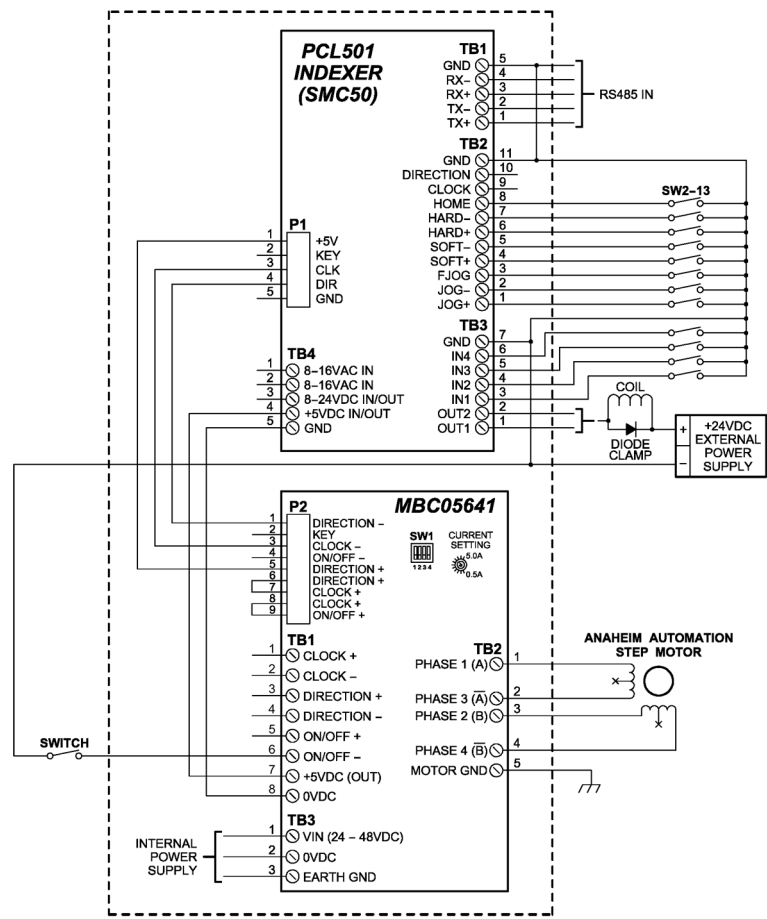 PCL501
INDEXER
(SMC50)
TB1
GND 5
RX− 4
RX+ 3
TX− 2
TX+ 1
RS485 IN
TB2
GND 11
DIRECTION 10
CLOCK 9
HOME 8
HARD− 7
HARD+ 6
SOFT− 5
SOFT+ 4
FJOG 3
JOG− 2
JOG+ 1
SW2−13
P1
1 +5V
2 KEY
3 CLK
4 DIR
5 GND
TB3
GND 7
IN4 6
IN3 5
IN2 4
IN1 3
OUT2 2
OUT1 1
TB4
1 8−16VAC IN
2 8−16VAC IN
3 8−24VDC IN/OUT
4 +5VDC IN/OUT
5 GND
COIL
DIODE
CLAMP
+
−
+24VDC
EXTERNAL
POWER
SUPPLY
MBC05641
P2
1 DIRECTION −
2 KEY
3 CLOCK −
4 ON/OFF −
5 DIRECTION +
6 DIRECTION +
7 CLOCK +
8 CLOCK +
9 ON/OFF +
SW1
1 2 3 4
CURRENT
SETTING
5.0A
0.5A
TB1
1 CLOCK +
2 CLOCK −
3 DIRECTION +
4 DIRECTION −
5 ON/OFF +
6 ON/OFF −
7 +5VDC (OUT)
8 0VDC
SWITCH
TB2
PHASE 1 (A) 1
PHASE 3 (A̅) 2
PHASE 2 (B) 3
PHASE 4 (B̅) 4
MOTOR GND 5
ANAHEIM AUTOMATION
STEP MOTOR
TB3
1 VIN (24 − 48VDC)
2 0VDC
3 EARTH GND
INTERNAL
POWER
SUPPLY